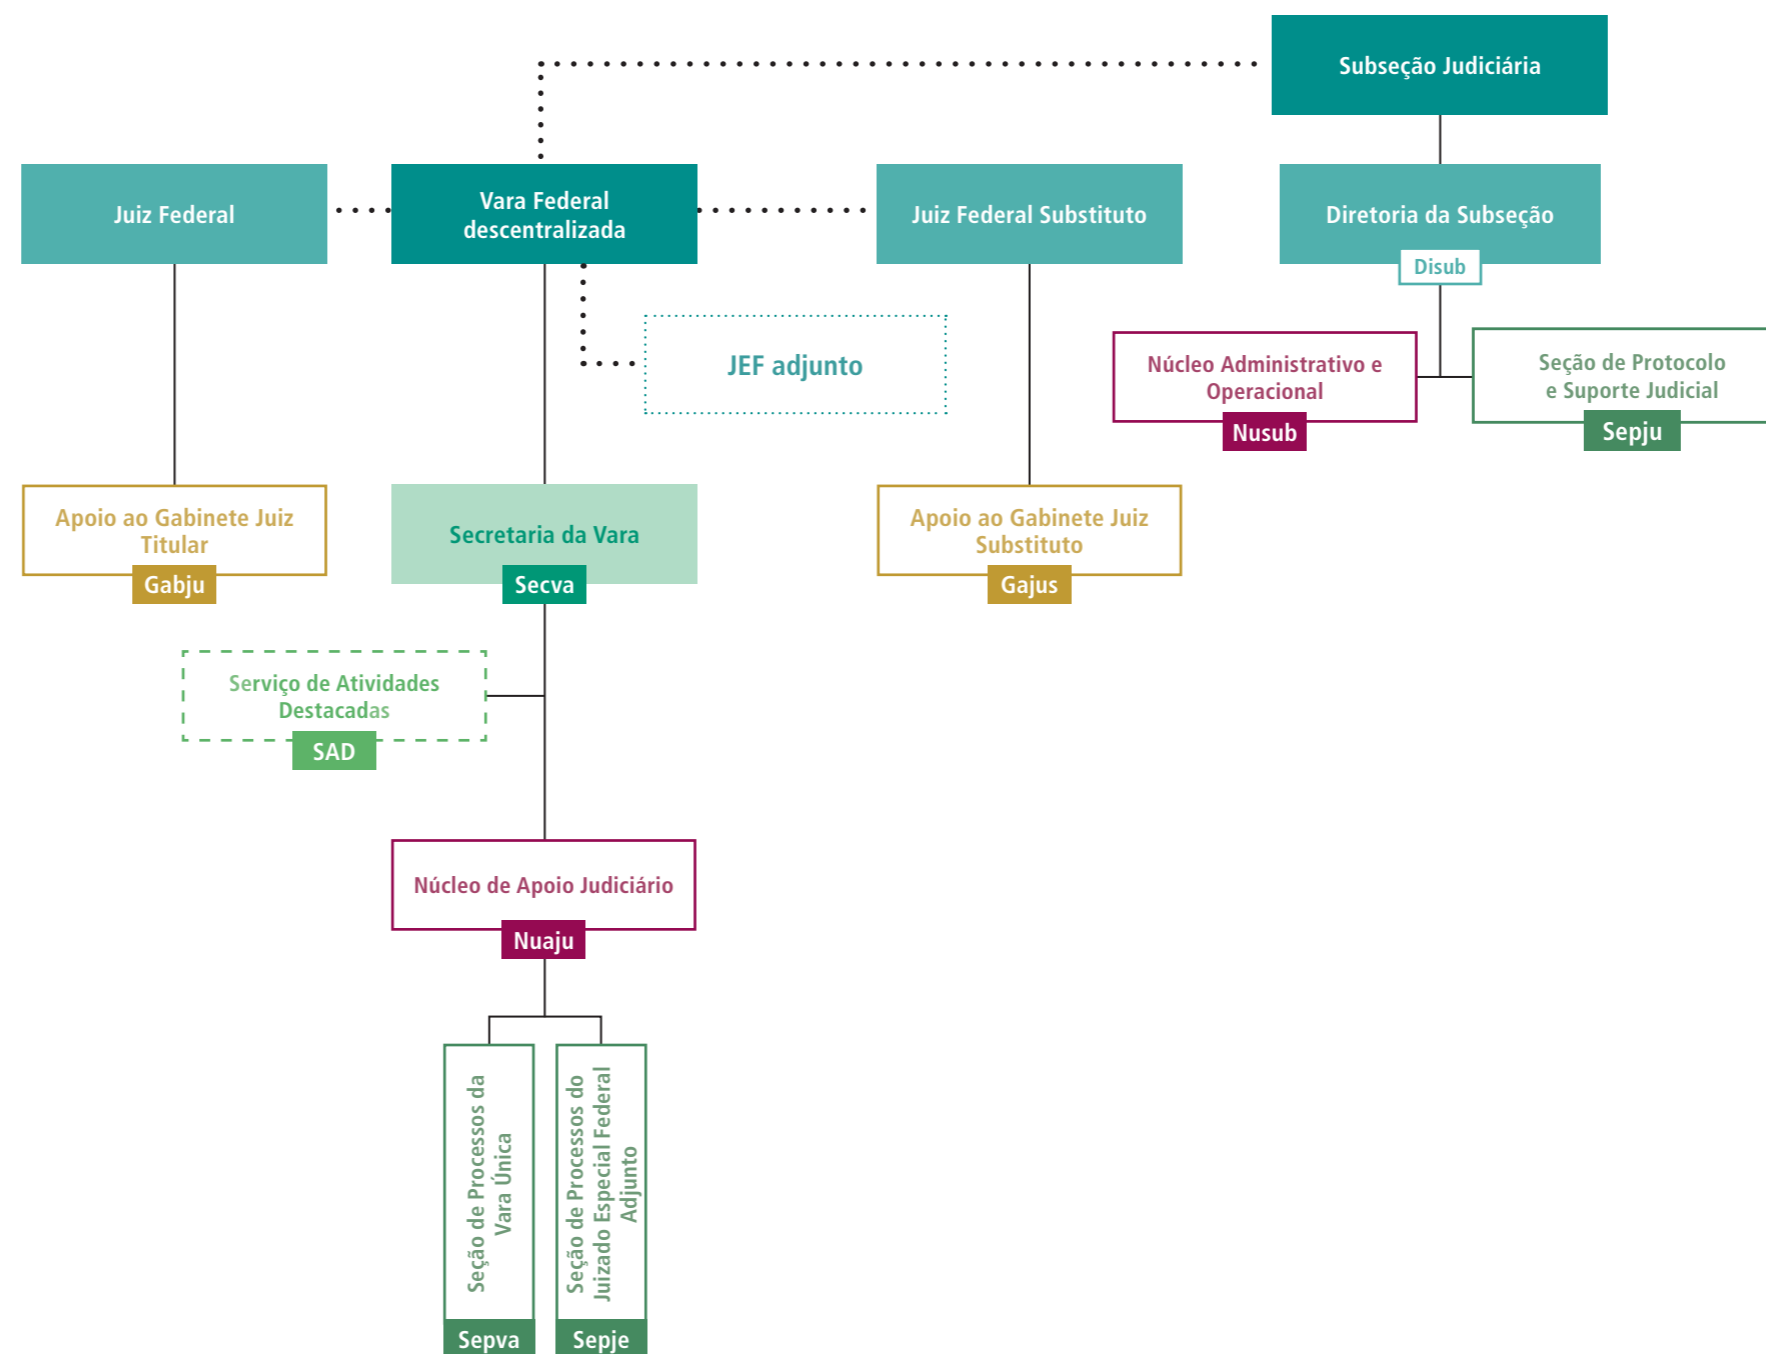 Subseção Judiciária
Juiz Federal
Vara Federal
descentralizada
Juiz Federal Substituto
Diretoria da Subseção
Disub
JEF adjunto
Núcleo Administrativo e
Operacional
Nusub
Seção de Protocolo
e Suporte Judicial
Sepju
Apoio ao Gabinete Juiz
Titular
Gabju
Secretaria da Vara
Secva
Apoio ao Gabinete Juiz
Substituto
Gajus
Serviço de Atividades
Destacadas
SAD
Núcleo de Apoio Judiciário
Nuaju
Seção de Processos da
Vara Única
Sepva
Seção de Processos do
Juizado Especial Federal
Adjunto
Sepje